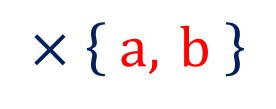 × { a, b }